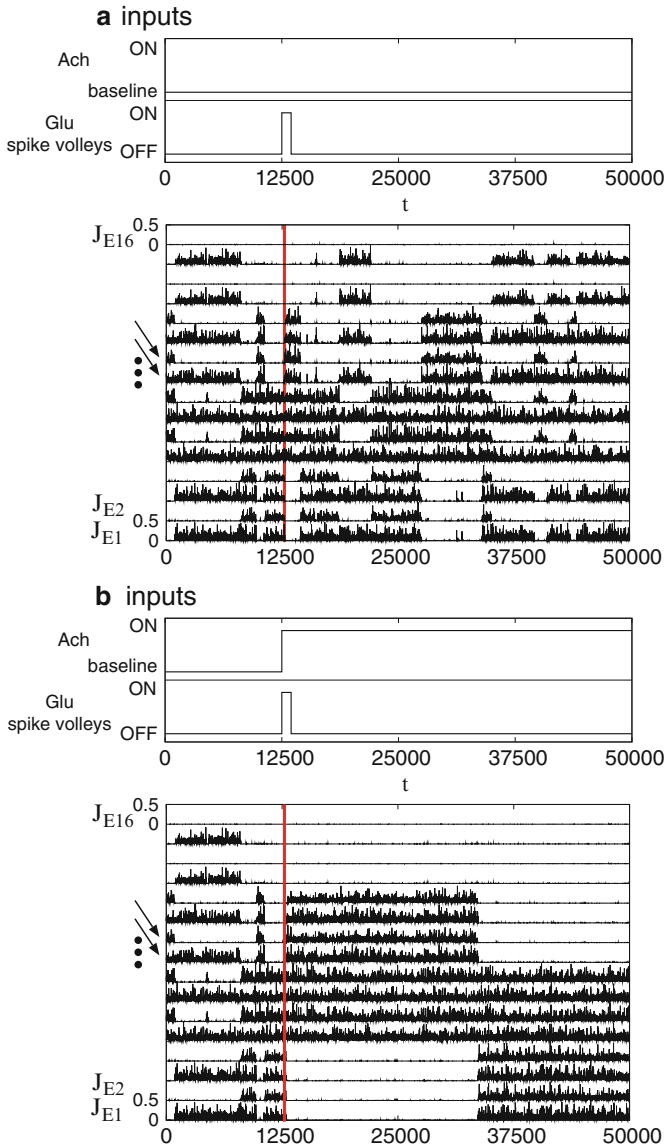 a inputs
Ach
ON
baseline
Glu
spike volleys
ON
OFF
0 12500 25000 37500 50000
t
J_E16
0.5
0
J_E2
J_E1
0.5
0
0 12500 25000 37500 50000
b inputs
Ach
ON
baseline
Glu
spike volleys
ON
OFF
0 12500 25000 37500 50000
t
J_E16
0.5
0
J_E2
J_E1
0.5
0
0 12500 25000 37500 50000